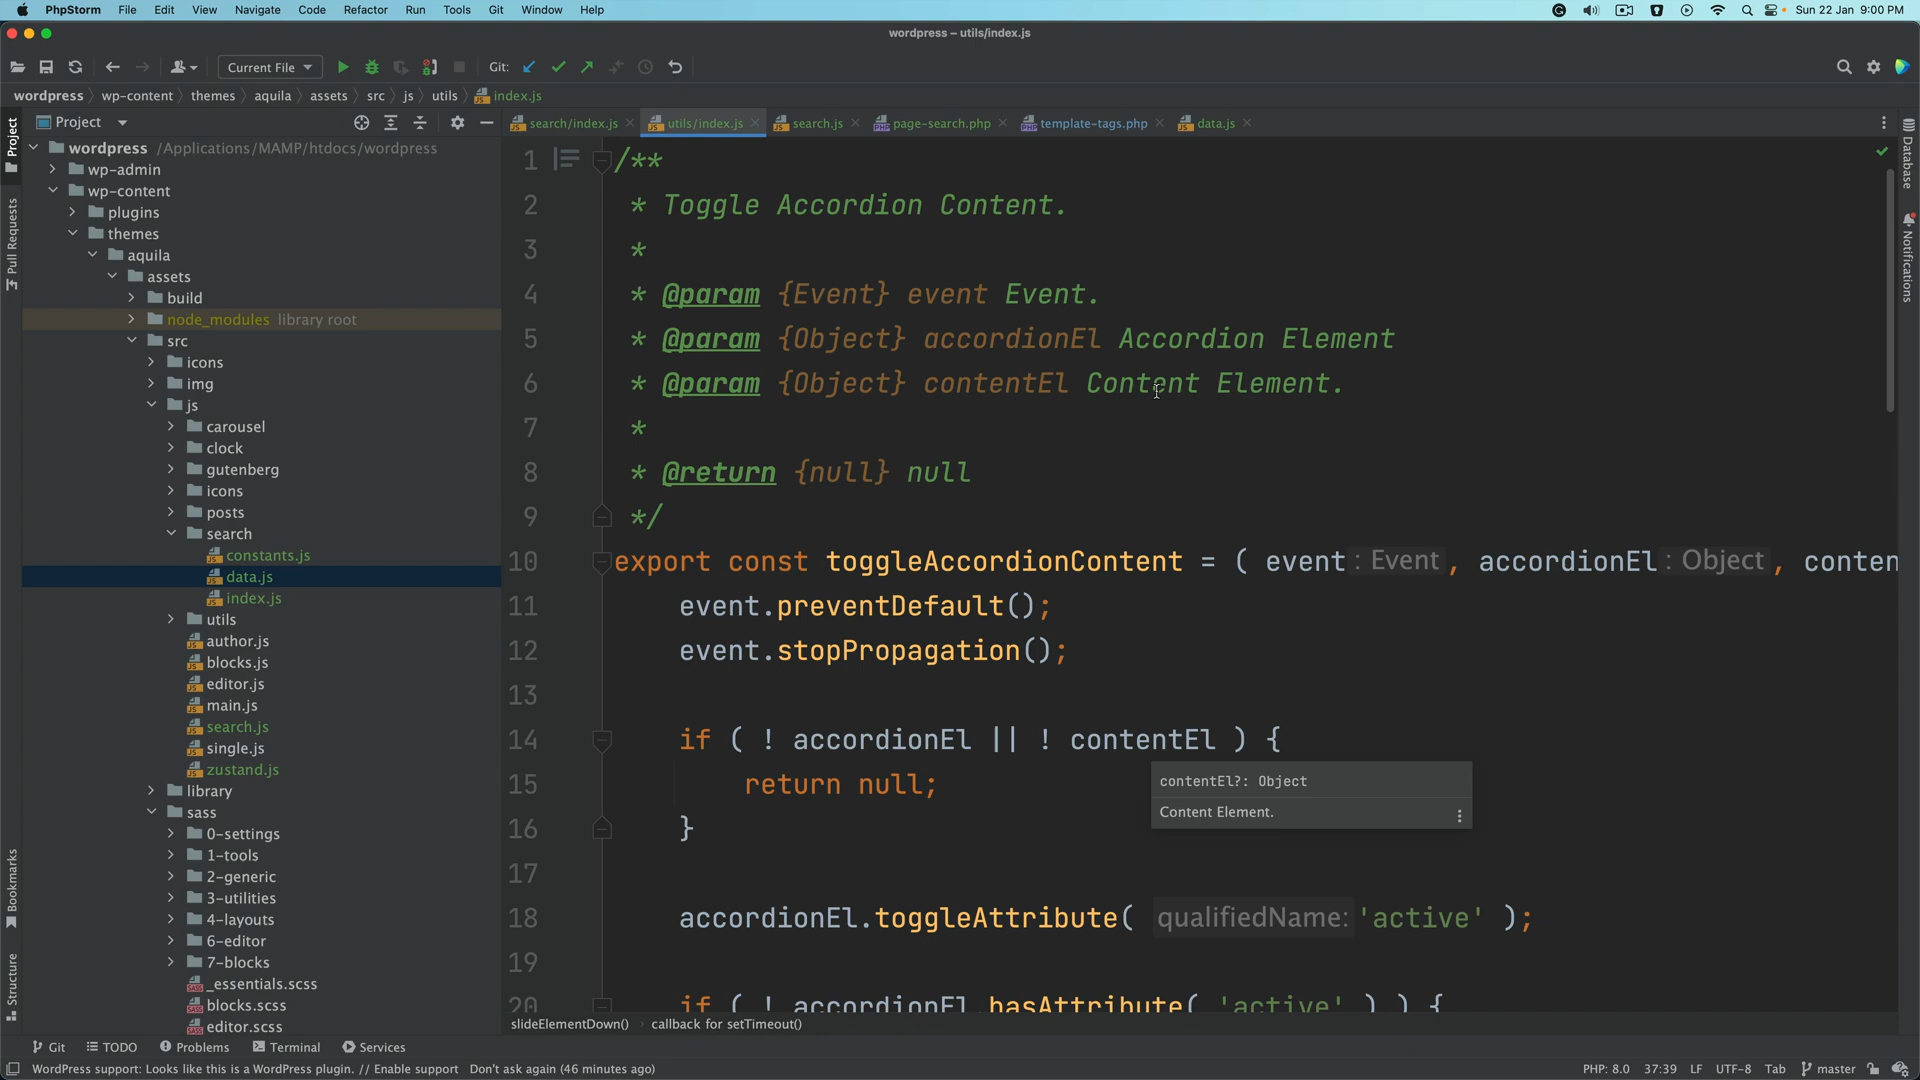 PhpStorm File Edit View Navigate Code Refactor Run Tools Git Window Help Sun 22 Jan 9:00 PM
wordpress – utils/index.js
Current File Git:
wordpress wp-content themes aquila assets src js utils index.js
Project
search/index.js utils/index.js search.js page-search.php template-tags.php data.js
Project
Pull Requests
Bookmarks
Structure
wordpress /Applications/MAMP/htdocs/wordpress
wp-admin
wp-content
plugins
themes
aquila
assets
build
node_modules library root
src
icons
img
js
carousel
clock
gutenberg
icons
posts
search
constants.js
data.js
index.js
utils
author.js
blocks.js
editor.js
main.js
search.js
single.js
zustand.js
library
sass
0-settings
1-tools
2-generic
3-utilities
4-layouts
6-editor
7-blocks
_essentials.scss
blocks.scss
editor.scss
1 /**
2 * Toggle Accordion Content.
3 *
4 * @param {Event} event Event.
5 * @param {Object} accordionEl Accordion Element
6 * @param {Object} contentEl Content Element.
7 *
8 * @return {null} null
9 */
10 export const toggleAccordionContent = ( event : Event , accordionEl : Object , conten
11 event.preventDefault();
12 event.stopPropagation();
13
14 if ( ! accordionEl || ! contentEl ) {
15 return null;
16 }
17
18 accordionEl.toggleAttribute( qualifiedName: 'active' );
19
20 if ( ! accordionEl.hasAttribute( 'active' ) ) {
contentEl?: Object
Content Element.
slideElementDown() callback for setTimeout()
Database
Notifications
Git TODO Problems Terminal Services
WordPress support: Looks like this is a WordPress plugin. // Enable support Don't ask again (46 minutes ago) PHP: 8.0 37:39 LF UTF-8 Tab master